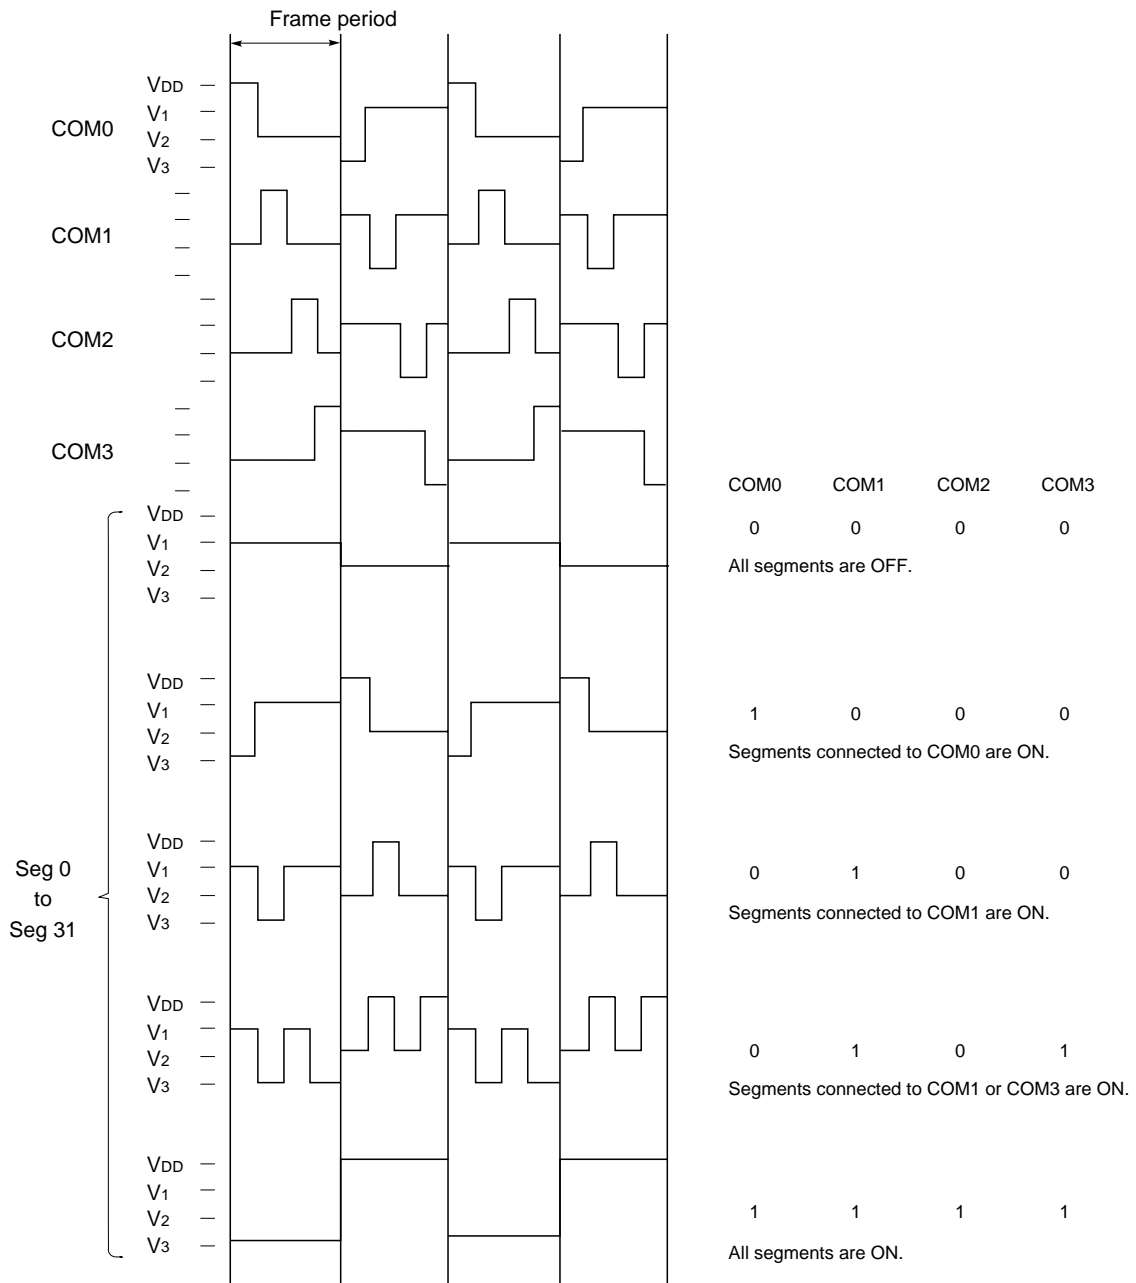 Frame period
VDD
V1
COM0
V2
V3
COM1
COM2
COM3
COM0 COM1 COM2 COM3
VDD
0 0 0 0
V1
All segments are OFF.
V2
V3
VDD
V1
1 0 0 0
V2
Segments connected to COM0 are ON.
V3
VDD
V1
Seg 0
0 1 0 0
V2
to
Segments connected to COM1 are ON.
V3
Seg 31
VDD
V1
0 1 0 1
V2
V3
Segments connected to COM1 or COM3 are ON.
VDD
V1
1 1 1 1
V2
V3
All segments are ON.